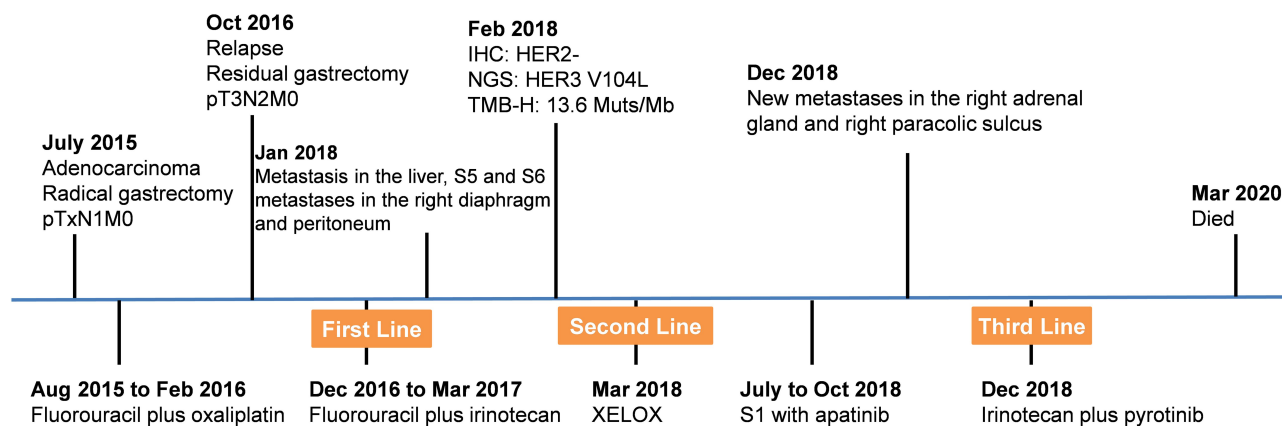 July 2015
Adenocarcinoma
Radical gastrectomy
pTxN1M0
Oct 2016
Relapse
Residual gastrectomy
pT3N2M0
Jan 2018
Metastasis in the liver, S5 and S6
metastases in the right diaphragm
and peritoneum
Feb 2018
IHC: HER2-
NGS: HER3 V104L
TMB-H: 13.6 Muts/Mb
Dec 2018
New metastases in the right adrenal
gland and right paracolic sulcus
Mar 2020
Died
First Line
Second Line
Third Line
Aug 2015 to Feb 2016
Fluorouracil plus oxaliplatin
Dec 2016 to Mar 2017
Fluorouracil plus irinotecan
Mar 2018
XELOX
July to Oct 2018
S1 with apatinib
Dec 2018
Irinotecan plus pyrotinib